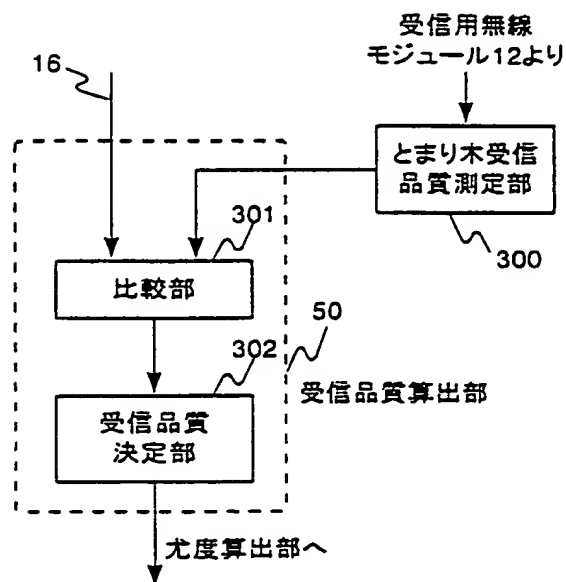 受信用無線
モジュール12より
16
とまり木受信
品質測定部
300
301
比較部
50
302
受信品質算出部
受信品質
決定部
尤度算出部へ